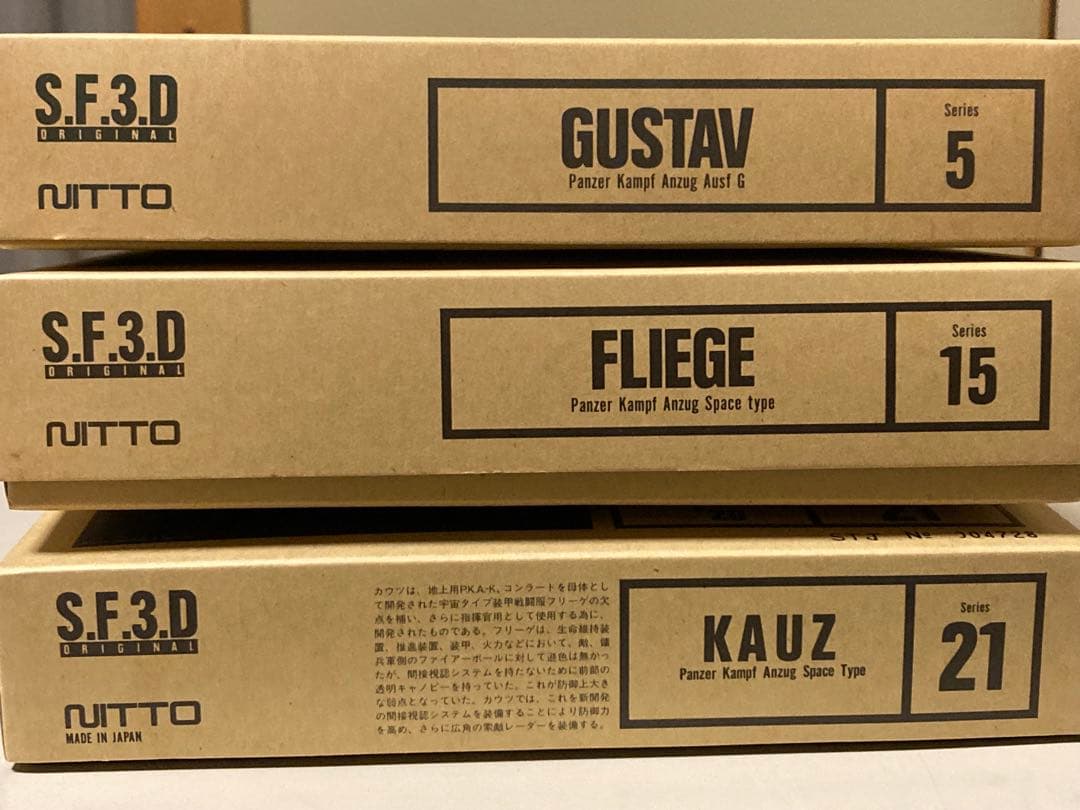 S.F.3.D
ORIGINAL
NITTO
GUSTAV
Panzer Kampf Anzug Ausf G
Series
5
S.F.3.D
ORIGINAL
NITTO
FLIEGE
Panzer Kampf Anzug Space type
Series
15
21
STJ No 004728
S.F.3.D
ORIGINAL
NITTO
MADE IN JAPAN
カウツは、地上用PKA-K、コンラートを母体とし
て開発された宇宙タイプ装甲戦闘服フリーゲの欠
点を補い、さらに指揮官用として使用する為に、
開発されたものである。フリーゲは、生命維持装
置、推進装置、装甲、火力などにおいて、敵、傭
兵軍側のファイアーボールに対して遜色は無かっ
たが、間接視認システムを持たないために前部の
透明キャノピーを持っていた。これが防御上大き
な弱点となっていた。カウツでは、これを新開発
の間接視認システムを装備することにより防御力
を高め、さらに広角の索敵レーダーを装備する。
KAUZ
Panzer Kampf Anzug Space Type
Series
21